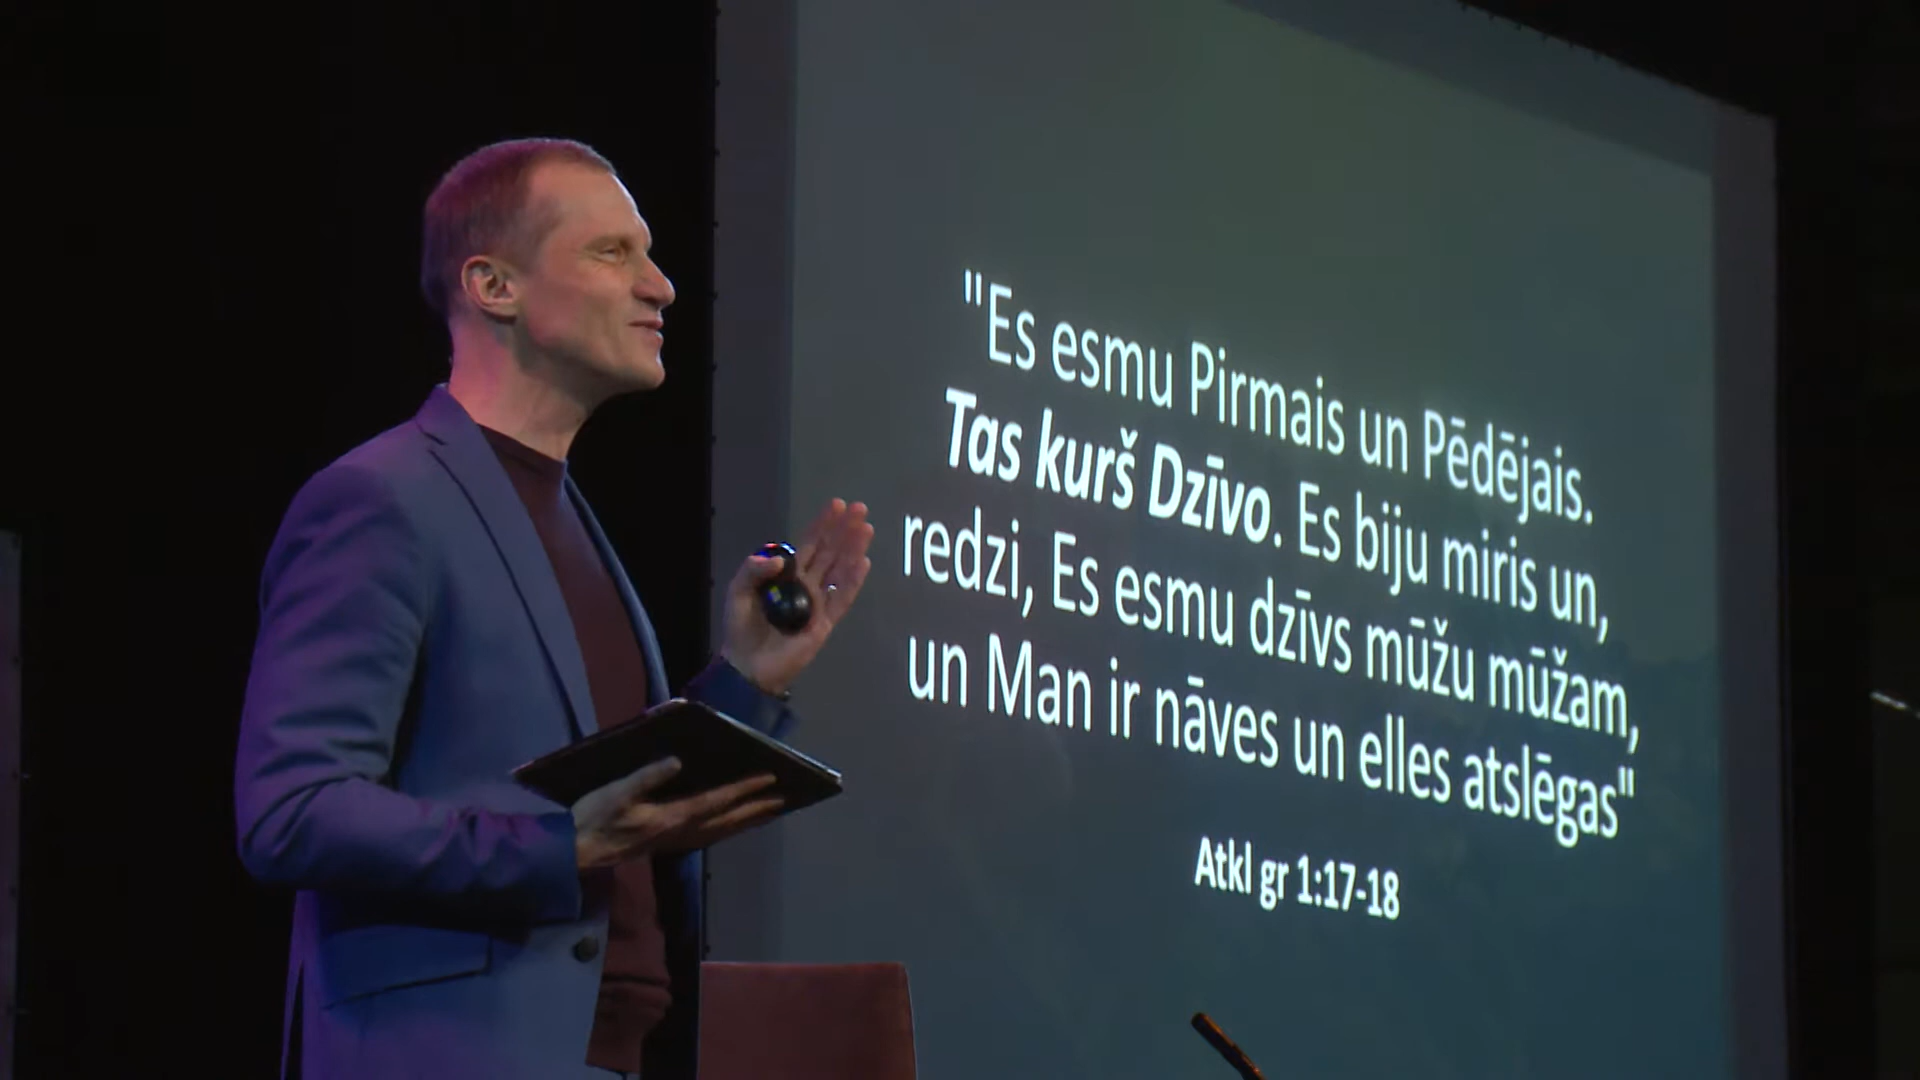 "Es esmu Pirmais un Pēdējais.
Tas kurš Dzīvo. Es biju miris un,
redzi, Es esmu dzīvs mūžu mūžam,
un Man ir nāves un elles atslēgas"
Atkl gr 1:17-18